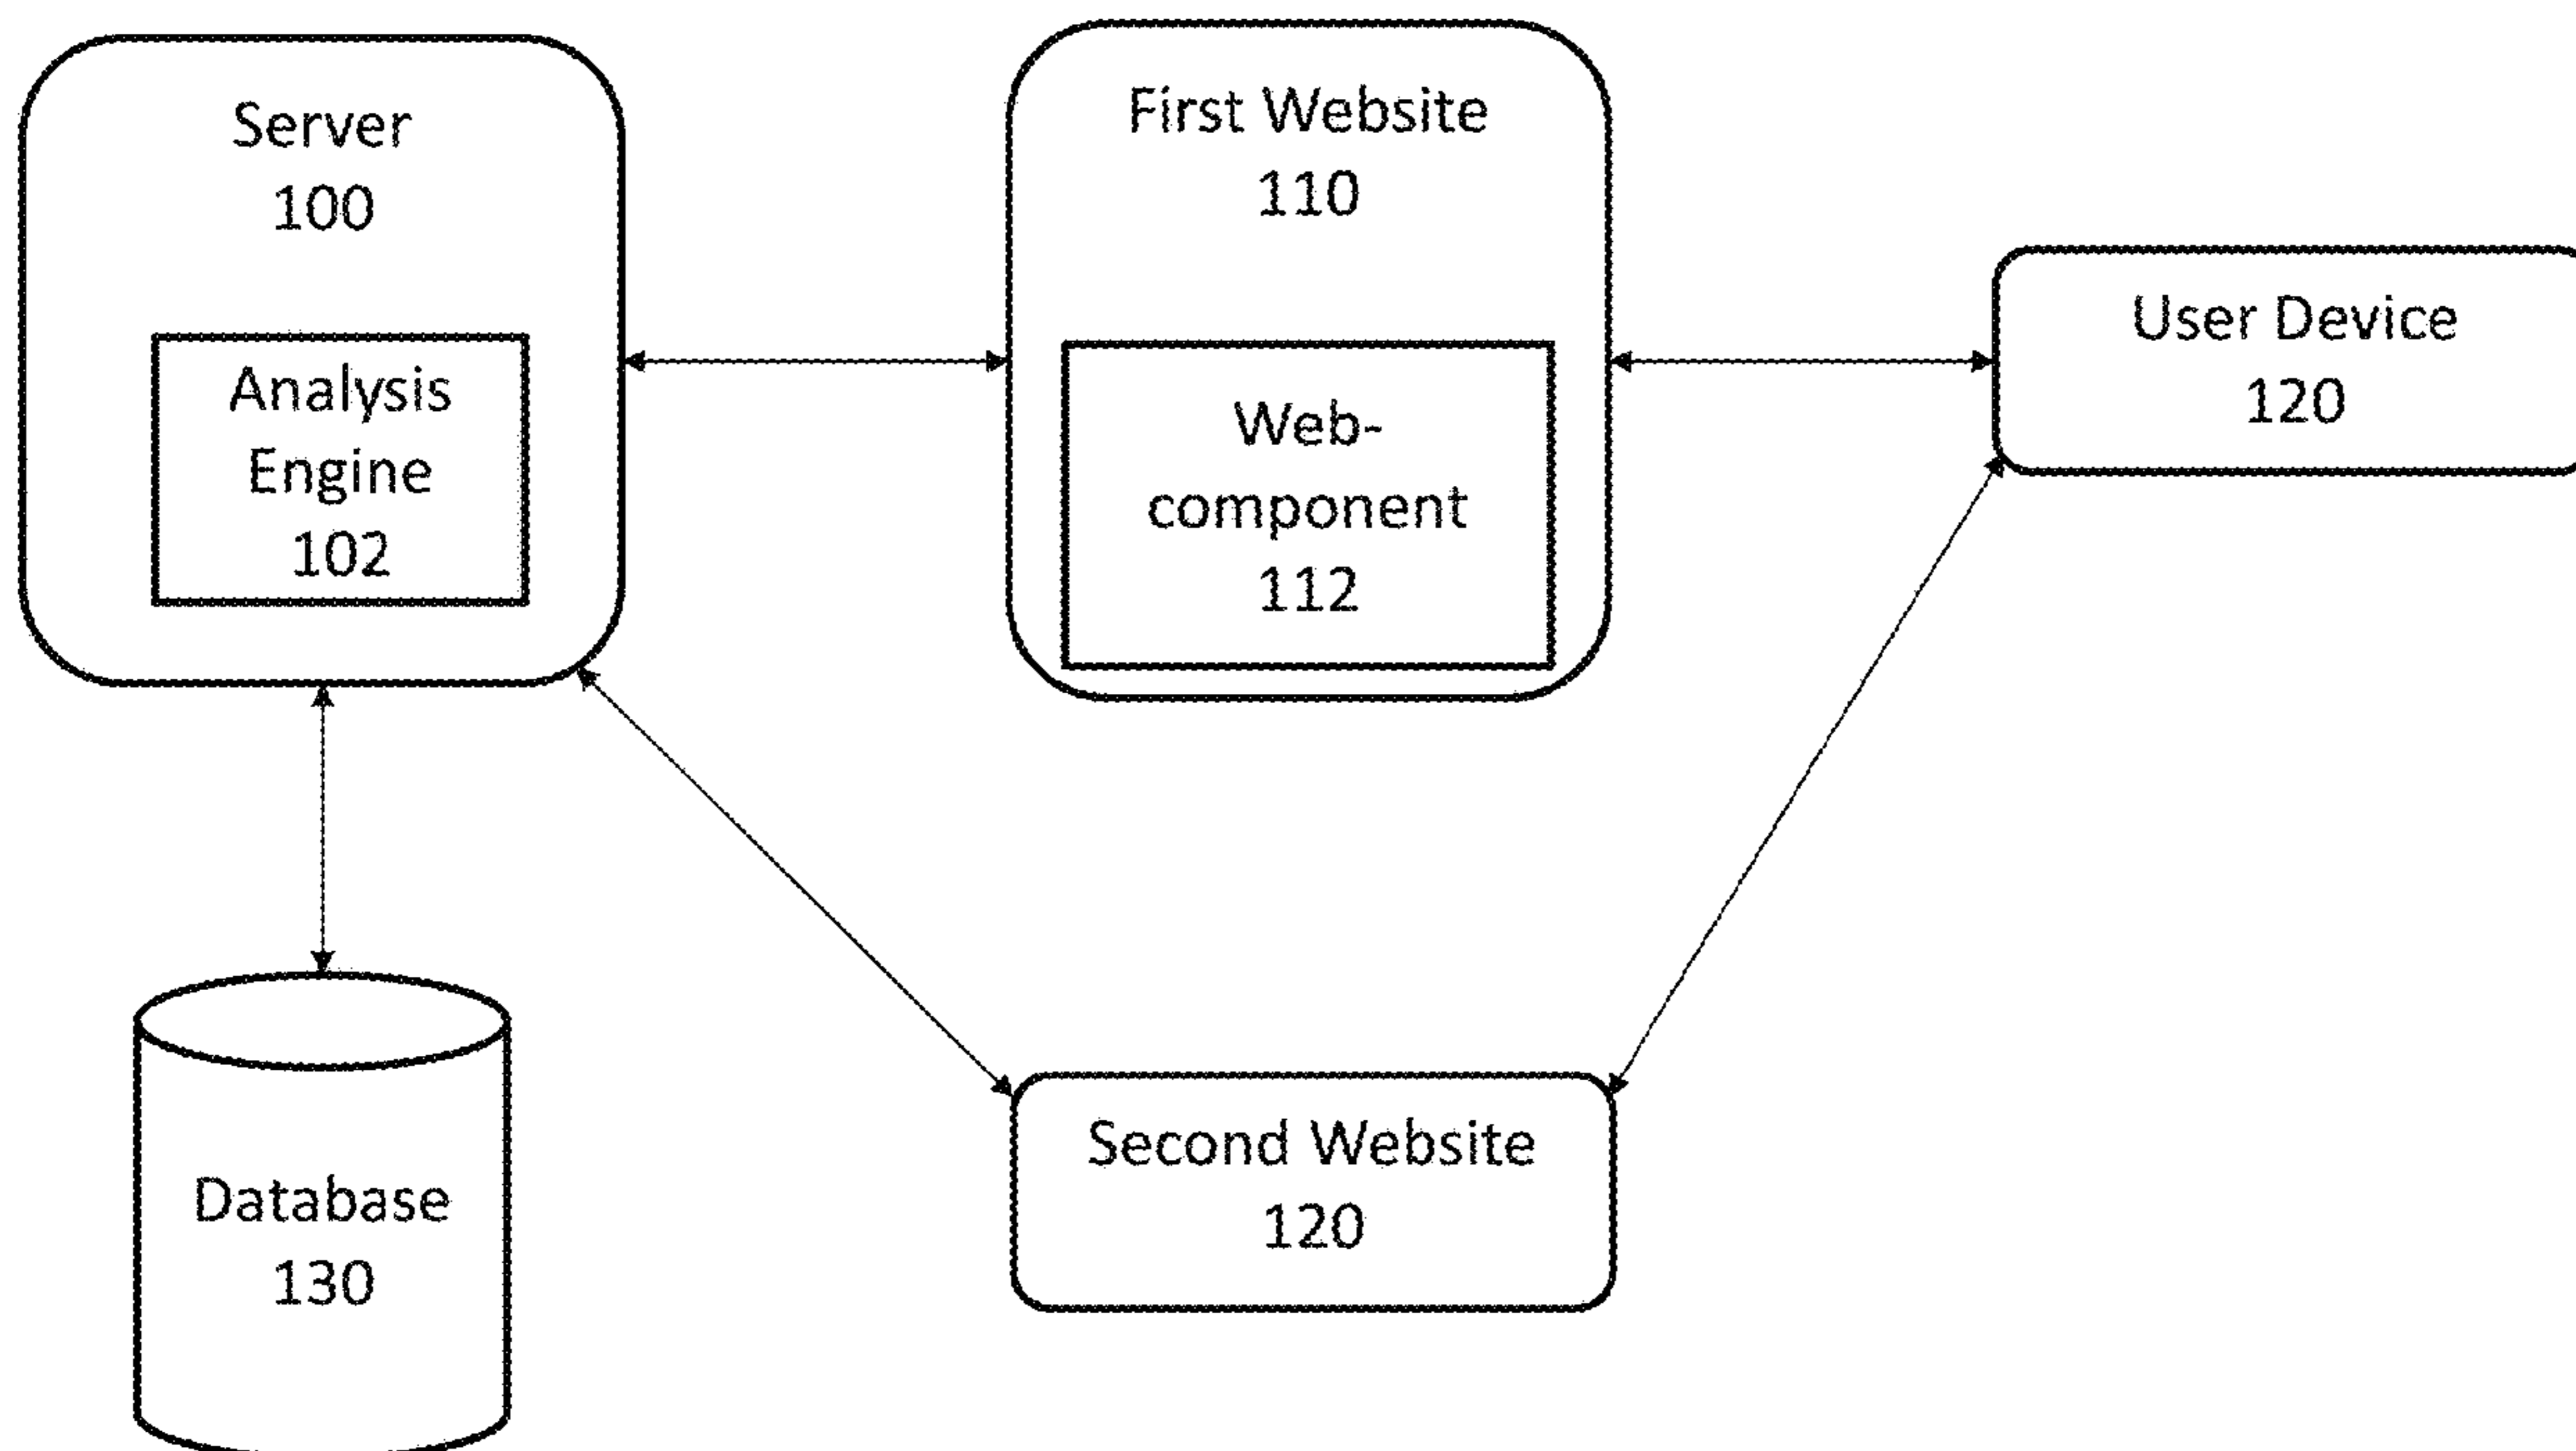 Server
100
Analysis
Engine
102
First Website
110
Web-
component
112
User Device
120
Database
130
Second Website
120